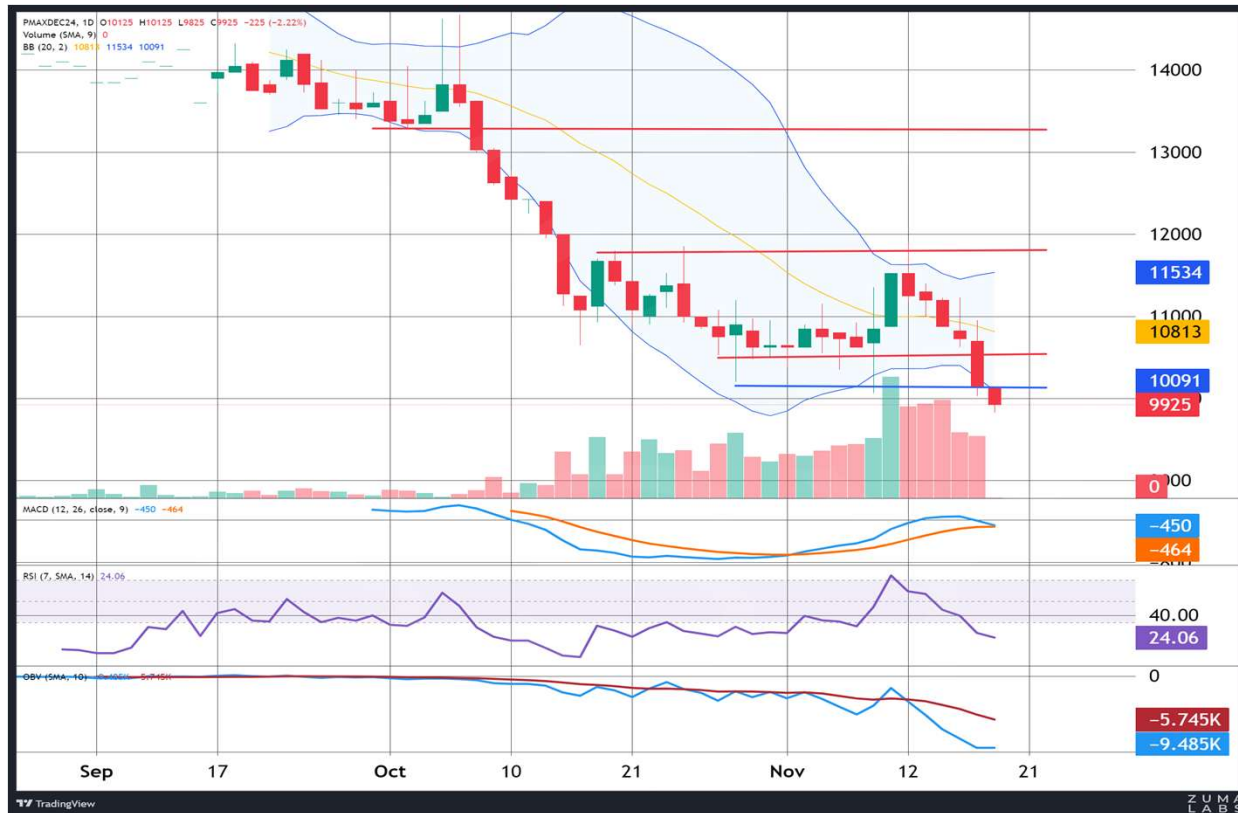 PMAXDEC24, 1D O10125 H10125 L9825 C9925 −225 (−2.22%)
Volume (SMA, 9) 0
BB (20, 2) 10813 11534 10091
14000
13000
12000
11534
11000
10813
10091
9925
0
MACD (12, 26, close, 9) −450 −464
−450
−464
RSI (7, SMA, 14) 24.06
40.00
24.06
OBV (SMA, 10) −9.485K −5.745K
0
−5.745K
−9.485K
Sep 17 Oct 10 21 Nov 12 21
TradingView
ZUMA
LABS